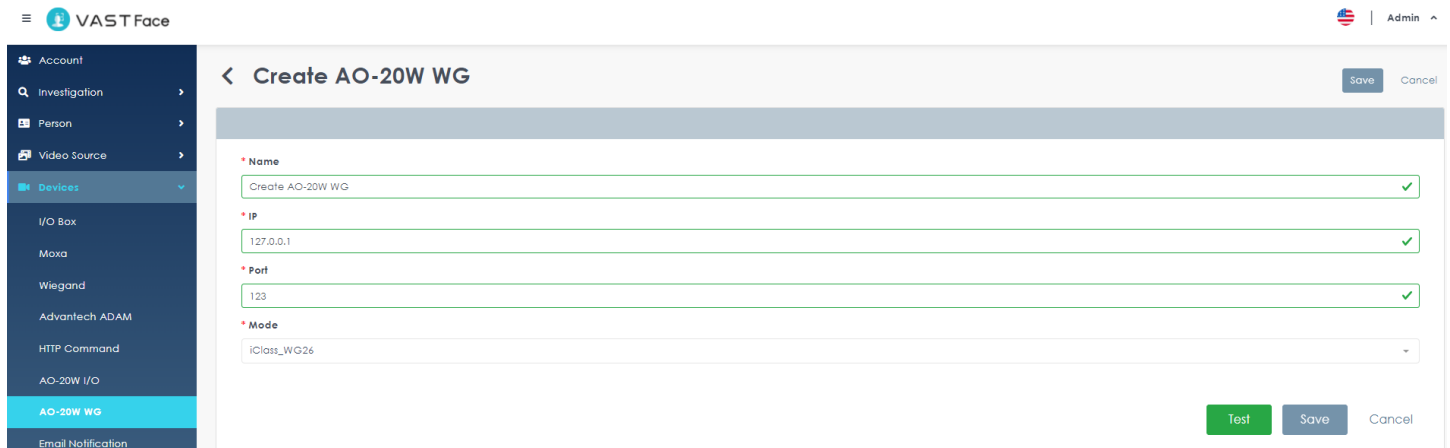 VAST Face
Admin
Account
Investigation
Person
Video Source
Devices
I/O Box
Moxa
Wiegand
Advantech ADAM
HTTP Command
AO-20W I/O
AO-20W WG
Email Notification
Create AO-20W WG
Save Cancel
* Name
Create AO-20W WG
* IP
127.0.0.1
* Port
123
* Mode
iClass_WG26
Test Save Cancel